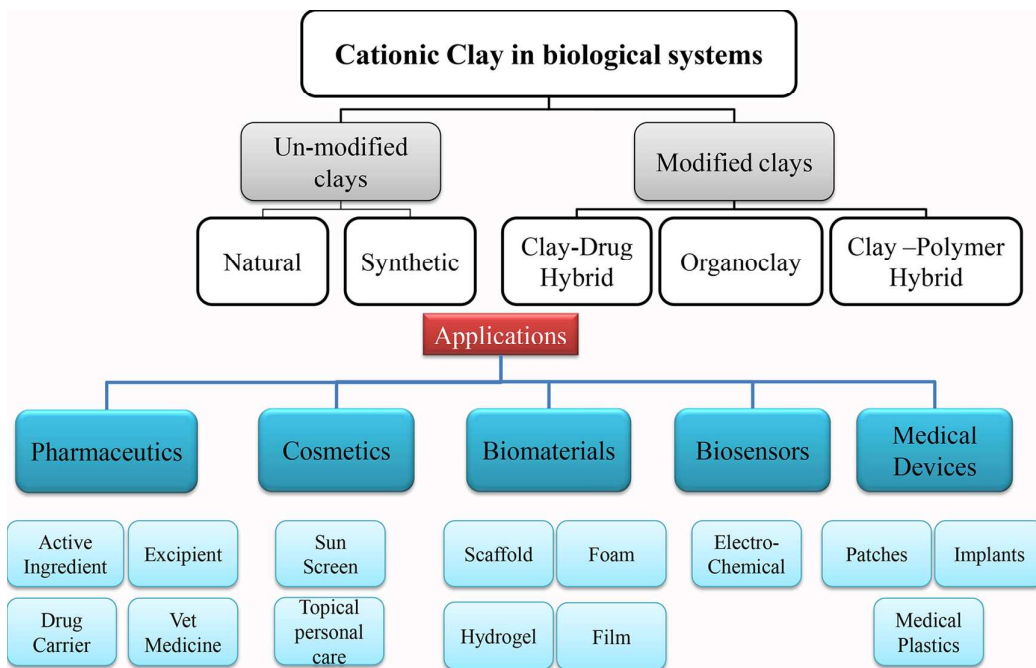 Cationic Clay in biological systems
Un-modified
clays
Modified clays
Natural
Synthetic
Clay-Drug
Hybrid
Organoclay
Clay –Polymer
Hybrid
Applications
Pharmaceutics
Cosmetics
Biomaterials
Biosensors
Medical
Devices
Active
Ingredient
Excipient
Drug
Carrier
Vet
Medicine
Sun
Screen
Topical
personal
care
Scaffold
Foam
Hydrogel
Film
Electro-
Chemical
Patches
Implants
Medical
Plastics